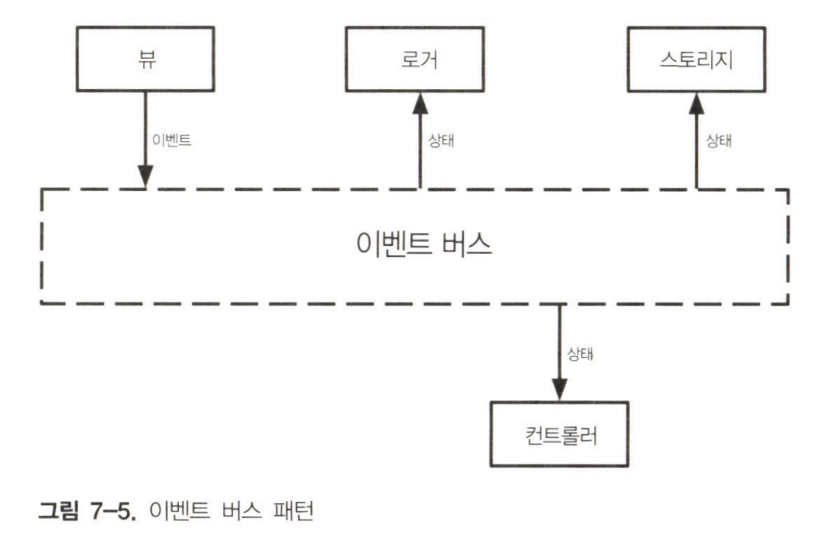 뷰
로거
스토리지
이벤트
상태
상태
이벤트 버스
상태
컨트롤러
그림 7-5. 이벤트 버스 패턴